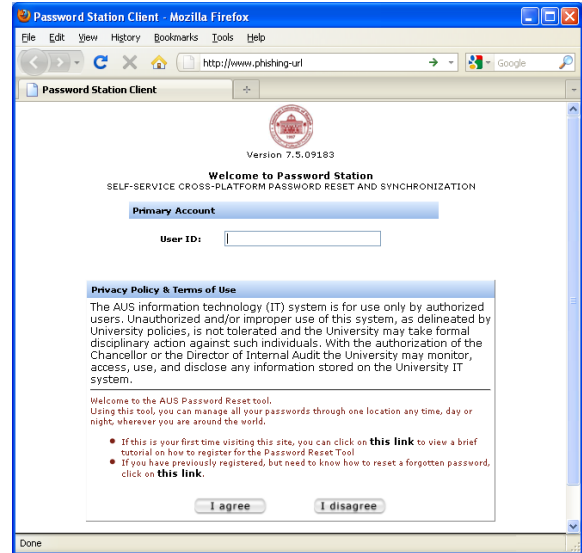 Password Station Client - Mozilla Firefox
File Edit View History Bookmarks Tools Help
http://www.phishing-url
Google
Password Station Client
Version 7.5.09183
Welcome to Password Station
SELF-SERVICE CROSS-PLATFORM PASSWORD RESET AND SYNCHRONIZATION
Primary Account
User ID:
Privacy Policy & Terms of Use
The AUS information technology (IT) system is for use only by authorized
users. Unauthorized and/or improper use of this system, as delineated by
University policies, is not tolerated and the University may take formal
disciplinary action against such individuals. With the authorization of the
Chancellor or the Director of Internal Audit the University may monitor,
access, use, and disclose any information stored on the University IT
system.
Welcome to the AUS Password Reset tool.
Using this tool, you can manage all your passwords through one location any time, day or
night, wherever you are around the world.
If this is your first time visiting this site, you can click on this link to view a brief
tutorial on how to register for the Password Reset Tool
If you have previously registered, but need to know how to reset a forgotten password,
click on this link.
I agree I disagree
Done